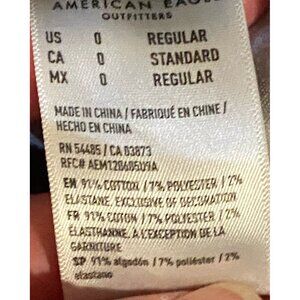 AMERICAN EAGLE
OUTFITTERS
US 0 REGULAR
CA 0 STANDARD
MX 0 REGULAR
MADE IN CHINA / FABRIQUÉ EN CHINE /
HECHO EN CHINA
RN 54485 / CA 03873
RFC# AEM120605U9A
EN 91% COTTON / 7% POLYESTER / 2%
ELASTANE. EXCLUSIVE OF DECORATION
FR 91% COTON / 7% POLYESTER / 2%
ELASTHANNE. À L'EXCEPTION DE LA
GARNITURE
SP 91% algodón / 7% poliéster / 2%
elastano